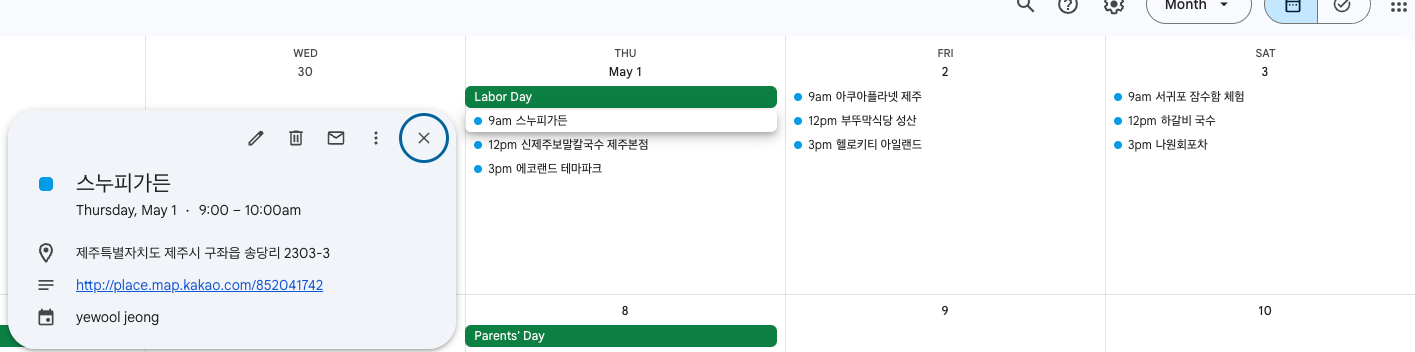 Month
WED
THU
FRI
SAT
30
May 1
2
3
Labor Day
9am 스누피가든
12pm 신제주보말칼국수 제주본점
3pm 에코랜드 테마파크
9am 아쿠아플라넷 제주
12pm 부뚜막식당 성산
3pm 헬로키티 아일랜드
9am 서귀포 잠수함 체험
12pm 하갈비 국수
3pm 나원회포차
스누피가든
Thursday, May 1 · 9:00 – 10:00am
제주특별자치도 제주시 구좌읍 송당리 2303-3
http://place.map.kakao.com/852041742
yewool jeong
8
9
10
Parents' Day